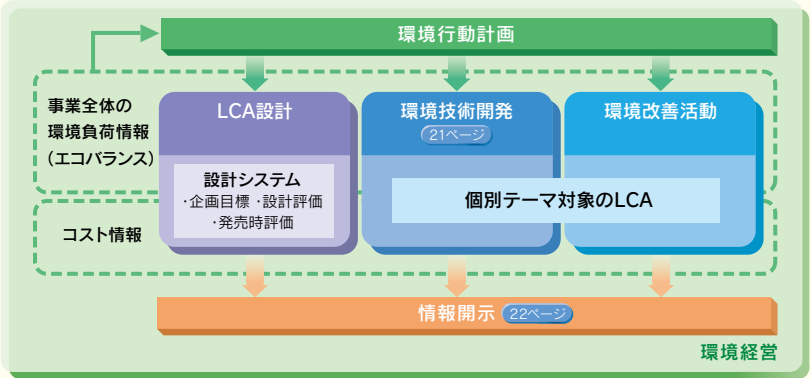 環境行動計画
事業全体の
環境負荷情報
（エコバランス）
LCA設計
設計システム
・企画目標 ・設計評価
・発売時評価
環境技術開発
21ページ
環境改善活動
個別テーマ対象のLCA
コスト情報
情報開示 22ページ
環境経営